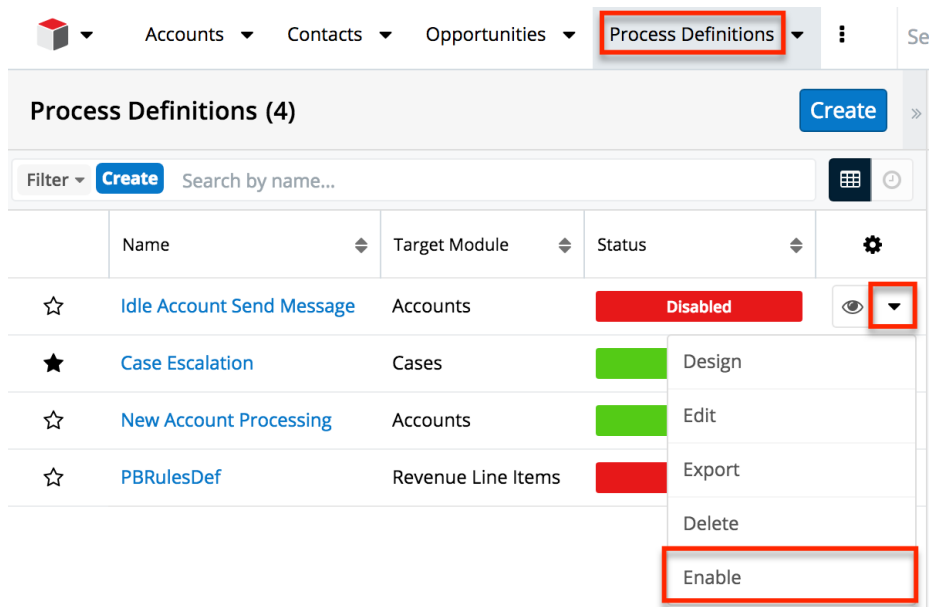 Accounts Contacts Opportunities Process Definitions Se
Process Definitions (4) Create
Filter Create Search by name...
Name Target Module Status
Idle Account Send Message Accounts Disabled
Case Escalation Cases
Design
New Account Processing Accounts
Edit
PBRulesDef Revenue Line Items
Export
Delete
Enable